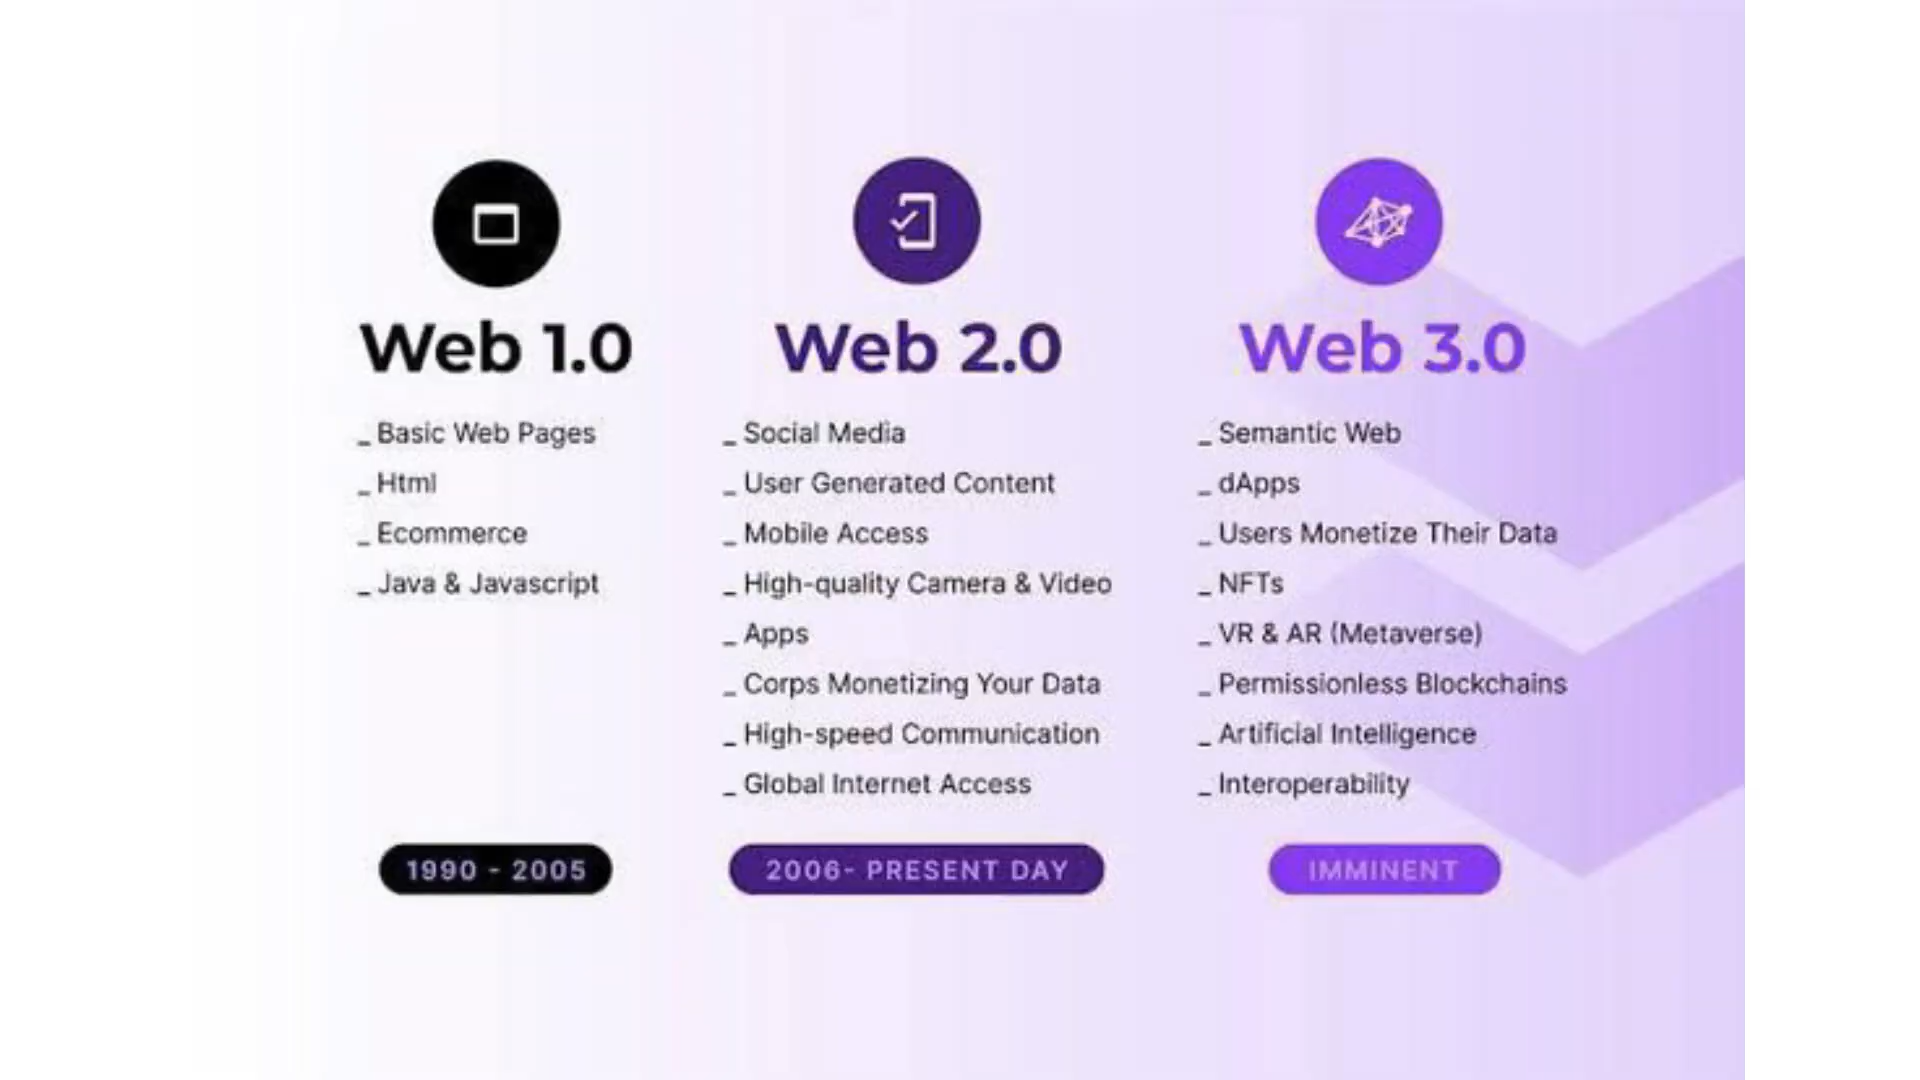 Web 1.0
_ Basic Web Pages
_ Html
_ Ecommerce
_ Java & Javascript
1990 - 2005
Web 2.0
_ Social Media
_ User Generated Content
_ Mobile Access
_ High-quality Camera & Video
_ Apps
_ Corps Monetizing Your Data
_ High-speed Communication
_ Global Internet Access
2006- PRESENT DAY
Web 3.0
_ Semantic Web
_ dApps
_ Users Monetize Their Data
_ NFTs
_ VR & AR (Metaverse)
_ Permissionless Blockchains
_ Artificial Intelligence
_ Interoperability
IMMINENT